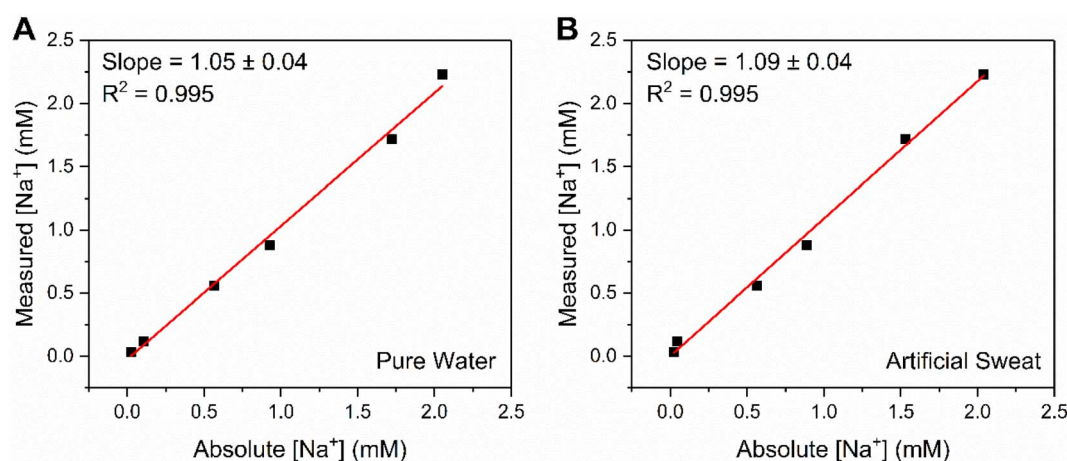 A
Slope = 1.05 ± 0.04
R² = 0.995
2.5
2.0
1.5
1.0
0.5
0.0
Measured [Na⁺] (mM)
Pure Water
0.0 0.5 1.0 1.5 2.0 2.5
Absolute [Na⁺] (mM)
B
Slope = 1.09 ± 0.04
R² = 0.995
2.5
2.0
1.5
1.0
0.5
0.0
Measured [Na⁺] (mM)
Artificial Sweat
0.0 0.5 1.0 1.5 2.0 2.5
Absolute [Na⁺] (mM)